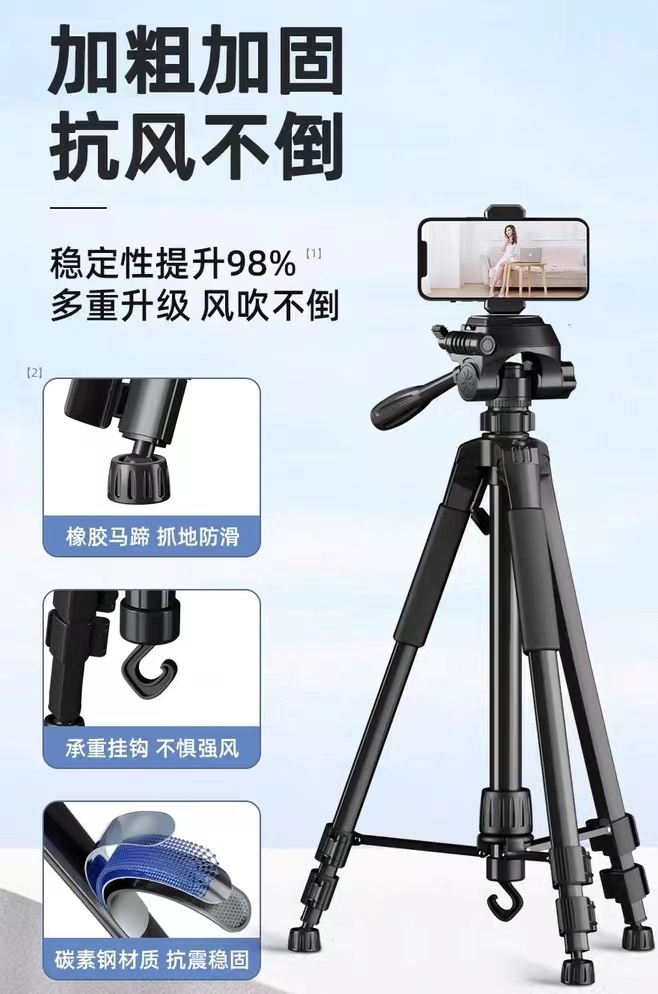 加粗加固
抗风不倒
稳定性提升98%【1】
多重升级 风吹不倒
【2】
橡胶马蹄 抓地防滑
承重挂钩 不惧强风
碳素钢材质 抗震稳固